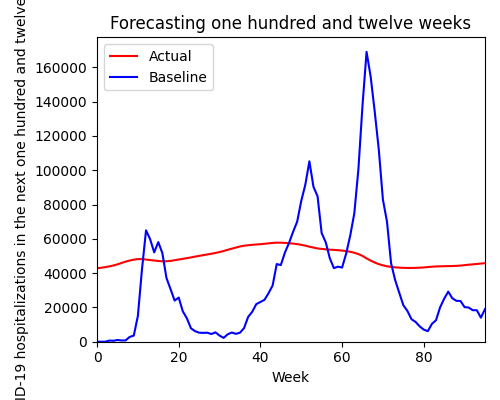 Forecasting one hundred and twelve weeks
Actual
Baseline
ID-19 hospitalizations in the next one hundred and twelve
160000
140000
120000
100000
80000
60000
40000
20000
0
0 20 40 60 80
Week